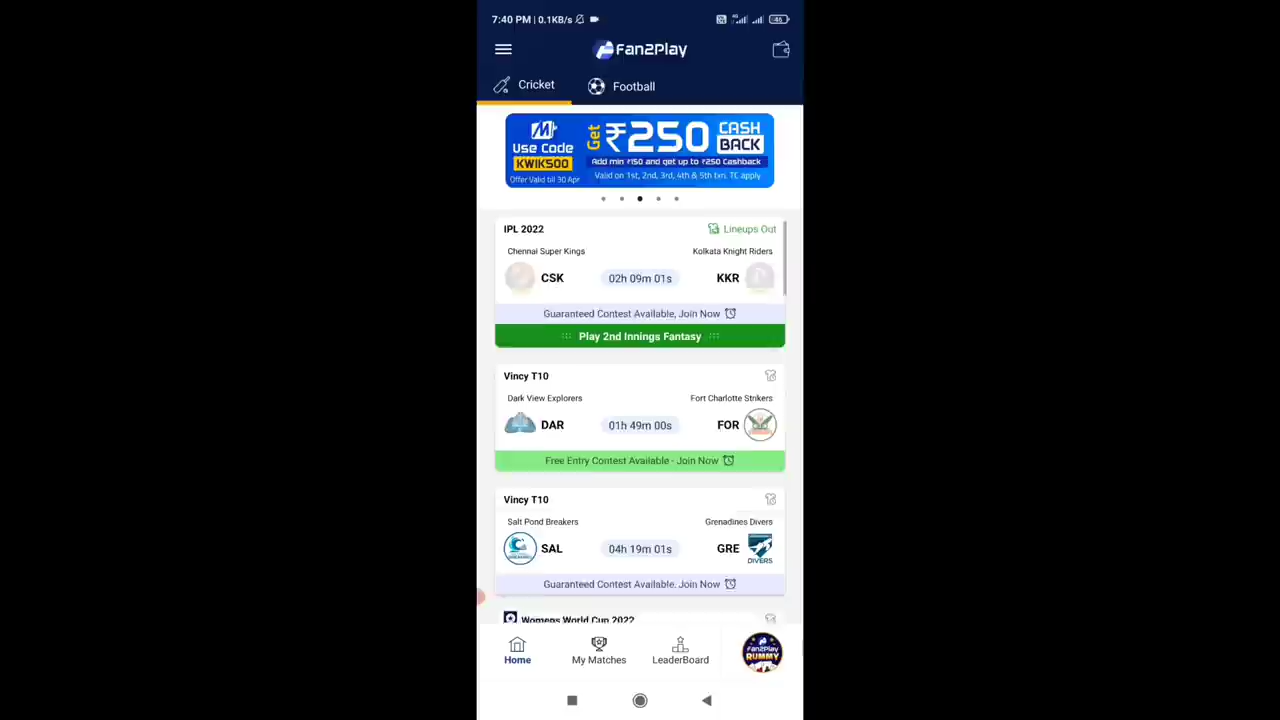 7:40 PM | 0.1KB/s
4G
46
Fan2Play
Cricket
Football
Use Code
KWIK500
Offer Valid till 30 Apr
Get ₹250 CASH BACK
Add min ₹150 and get up to ₹250 Cashback
Valid on 1st, 2nd, 3rd, 4th & 5th txn. TC apply
IPL 2022
Lineups Out
Chennai Super Kings
Kolkata Knight Riders
CSK
02h 09m 01s
KKR
Guaranteed Contest Available, Join Now
Play 2nd Innings Fantasy
Vincy T10
Dark View Explorers
Fort Charlotte Strikers
DAR
01h 49m 00s
FOR
Free Entry Contest Available - Join Now
Vincy T10
Salt Pond Breakers
Grenadines Divers
SAL
04h 19m 01s
GRE
DIVERS
Guaranteed Contest Available, Join Now
Womens World Cup 2022
Home
My Matches
LeaderBoard
Fan2Play
RUMMY